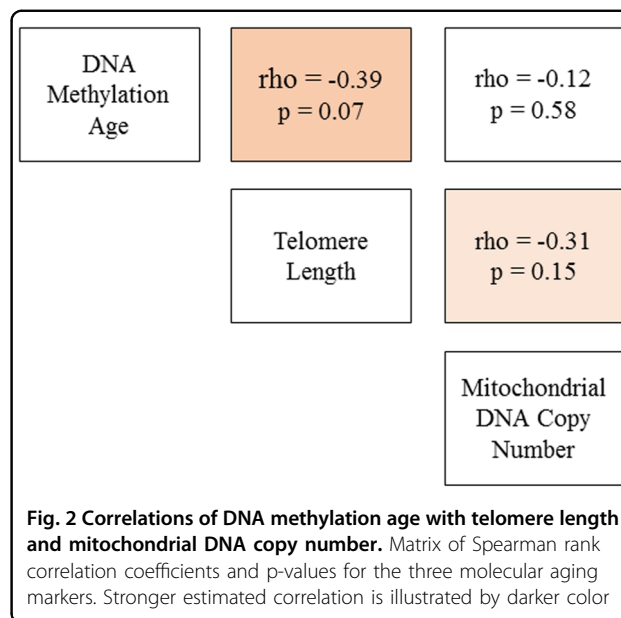 DNA
Methylation
Age
rho = -0.39
p = 0.07
rho = -0.12
p = 0.58
Telomere
Length
rho = -0.31
p = 0.15
Mitochondrial
DNA Copy
Number
Fig. 2 Correlations of DNA methylation age with telomere length
and mitochondrial DNA copy number. Matrix of Spearman rank
correlation coefficients and p-values for the three molecular aging
markers. Stronger estimated correlation is illustrated by darker color